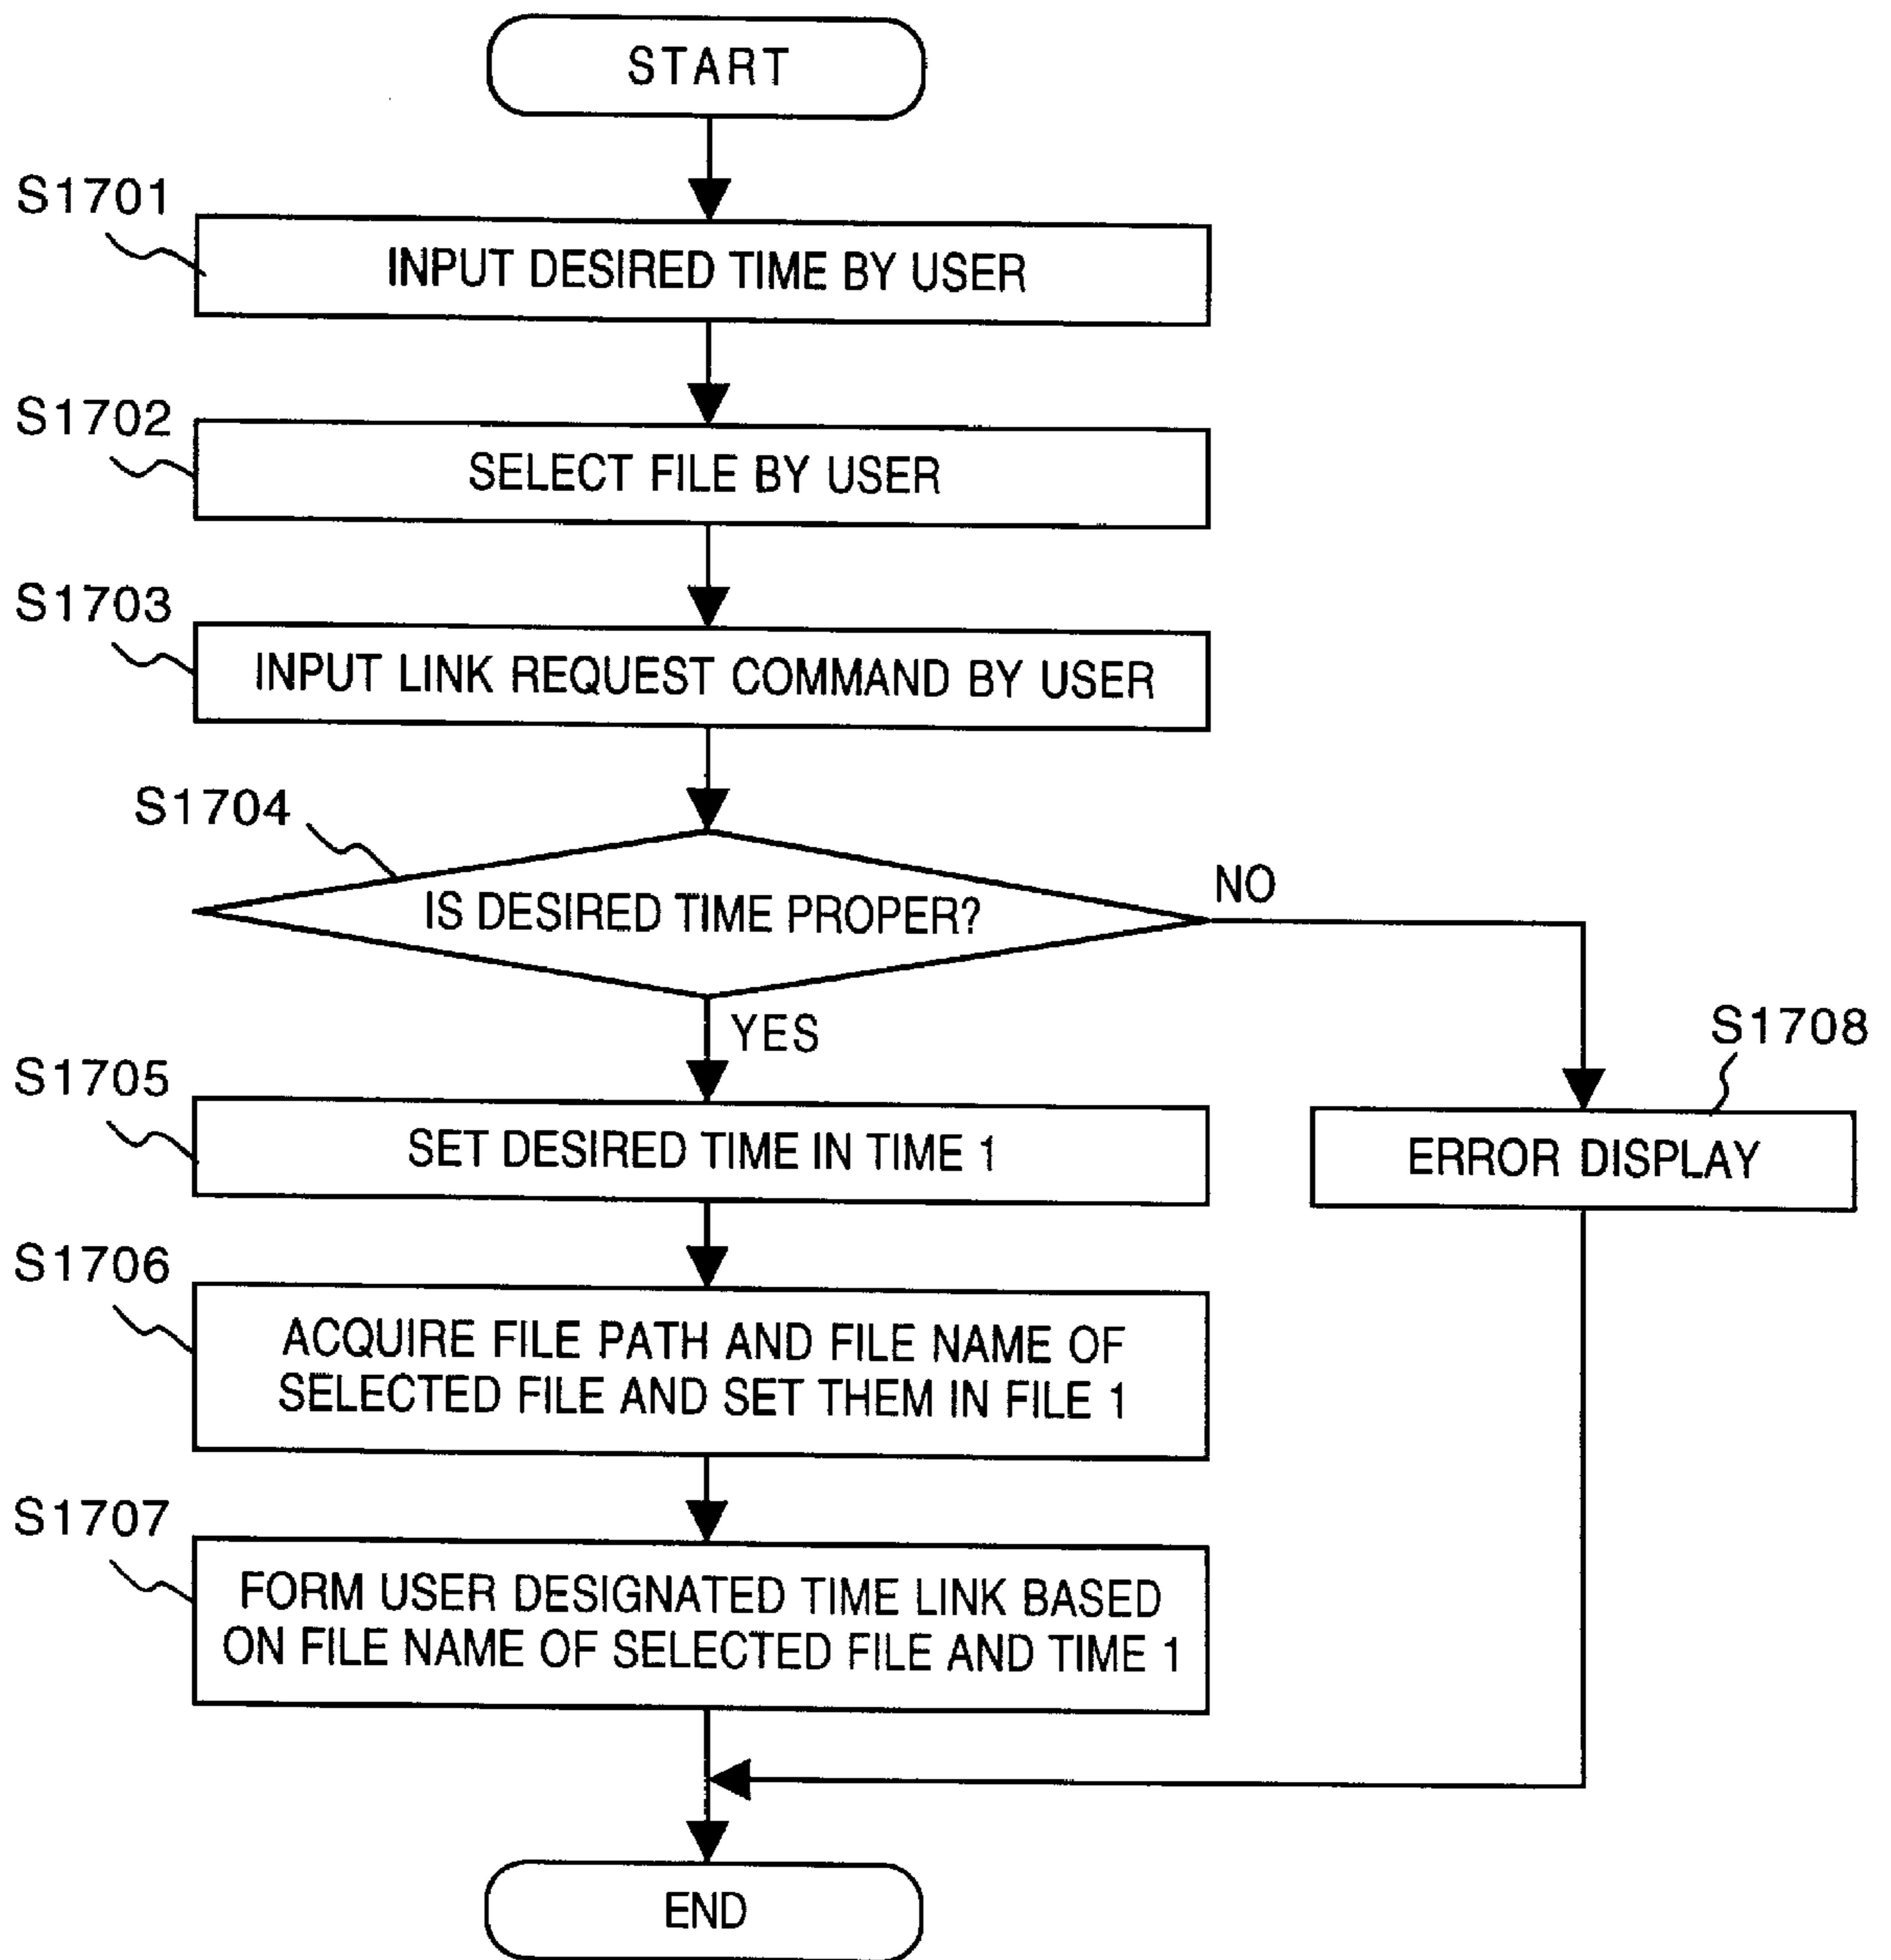 START
S1701
INPUT DESIRED TIME BY USER
S1702
SELECT FILE BY USER
S1703
INPUT LINK REQUEST COMMAND BY USER
S1704
IS DESIRED TIME PROPER?
NO
YES
S1705
SET DESIRED TIME IN TIME 1
S1708
ERROR DISPLAY
S1706
ACQUIRE FILE PATH AND FILE NAME OF
SELECTED FILE AND SET THEM IN FILE 1
S1707
FORM USER DESIGNATED TIME LINK BASED
ON FILE NAME OF SELECTED FILE AND TIME 1
END